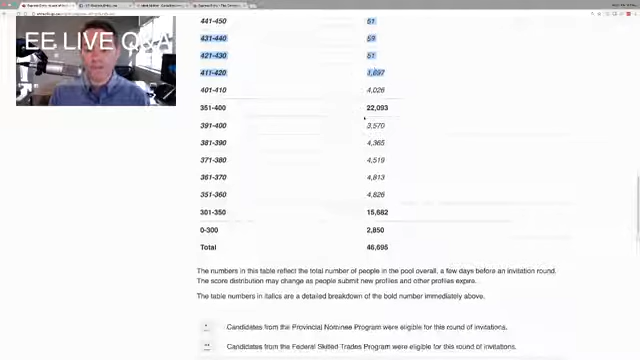 EE LIVE Q&A
441-450 61
431-440 59
421-430 51
411-420 1,697
401-410 4,026
351-400 22,093
391-400 3,570
381-390 4,365
371-380 4,519
361-370 4,813
351-360 4,826
301-350 15,682
0-300 2,850
Total 46,695
The numbers in this table reflect the total number of people in the pool overall, a few days before an invitation round.
The score distribution may change as people submit new profiles and other profiles expire.
The table numbers in italics are a detailed breakdown of the bold number immediately above.
* Candidates from the Provincial Nominee Program were eligible for this round of invitations.
** Candidates from the Federal Skilled Trades Program were eligible for this round of invitations.